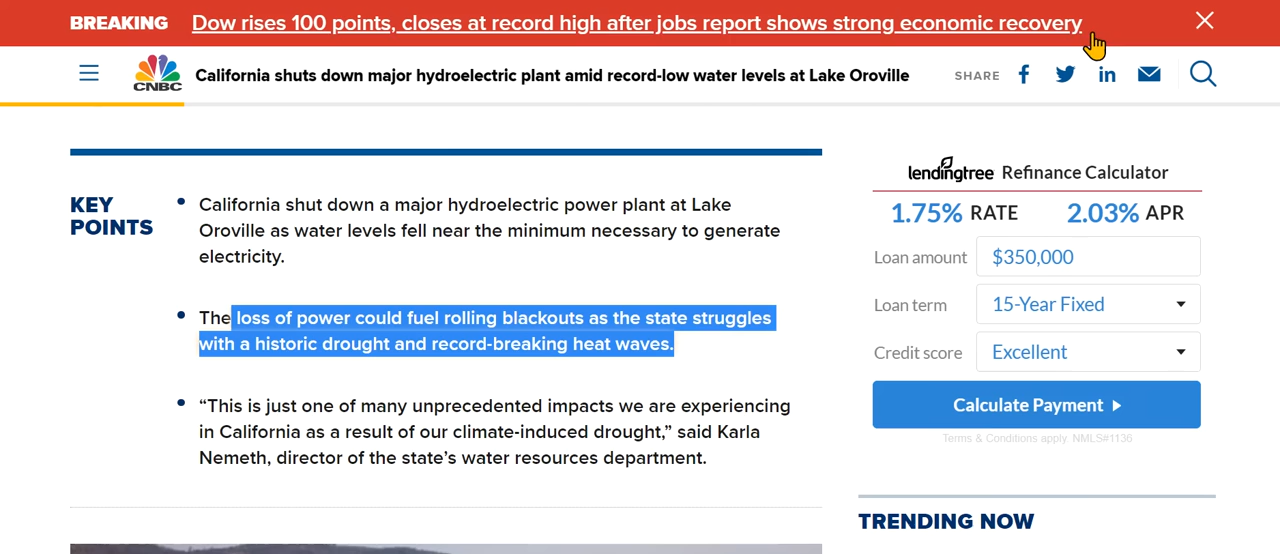 BREAKING Dow rises 100 points, closes at record high after jobs report shows strong economic recovery
CNBC
California shuts down major hydroelectric plant amid record-low water levels at Lake Oroville
SHARE
KEY
POINTS
California shut down a major hydroelectric power plant at Lake
Oroville as water levels fell near the minimum necessary to generate
electricity.
The loss of power could fuel rolling blackouts as the state struggles
with a historic drought and record-breaking heat waves.
“This is just one of many unprecedented impacts we are experiencing
in California as a result of our climate-induced drought,” said Karla
Nemeth, director of the state’s water resources department.
lendingtree Refinance Calculator
1.75% RATE 2.03% APR
Loan amount $350,000
Loan term 15-Year Fixed
Credit score Excellent
Calculate Payment
Terms & Conditions apply NMLS#1136
TRENDING NOW